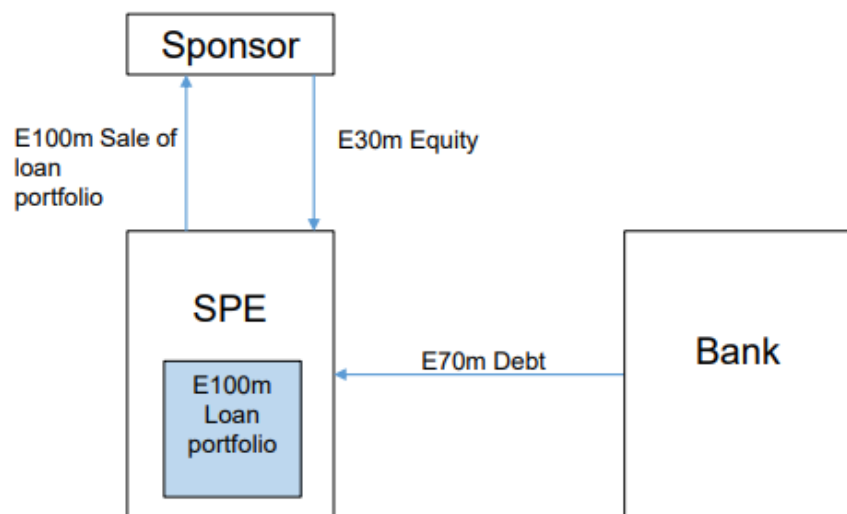 Sponsor
E100m Sale of
loan
portfolio
E30m Equity
SPE
E100m
Loan
portfolio
E70m Debt
Bank